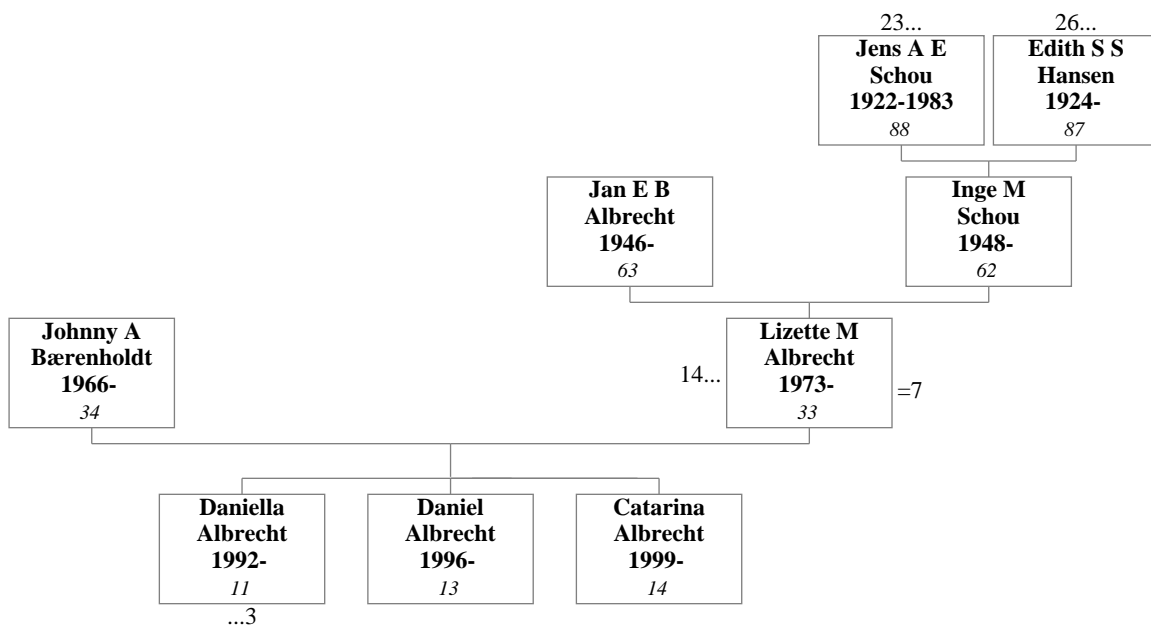 23...
Jens A E
Schou
1922-1983
88
26...
Edith S S
Hansen
1924-
87
Jan E B
Albrecht
1946-
63
Inge M
Schou
1948-
62
Johnny A
Bærenholdt
1966-
34
14...
Lizette M
Albrecht
1973-
33
=7
Daniella
Albrecht
1992-
11
...3
Daniel
Albrecht
1996-
13
Catarina
Albrecht
1999-
14